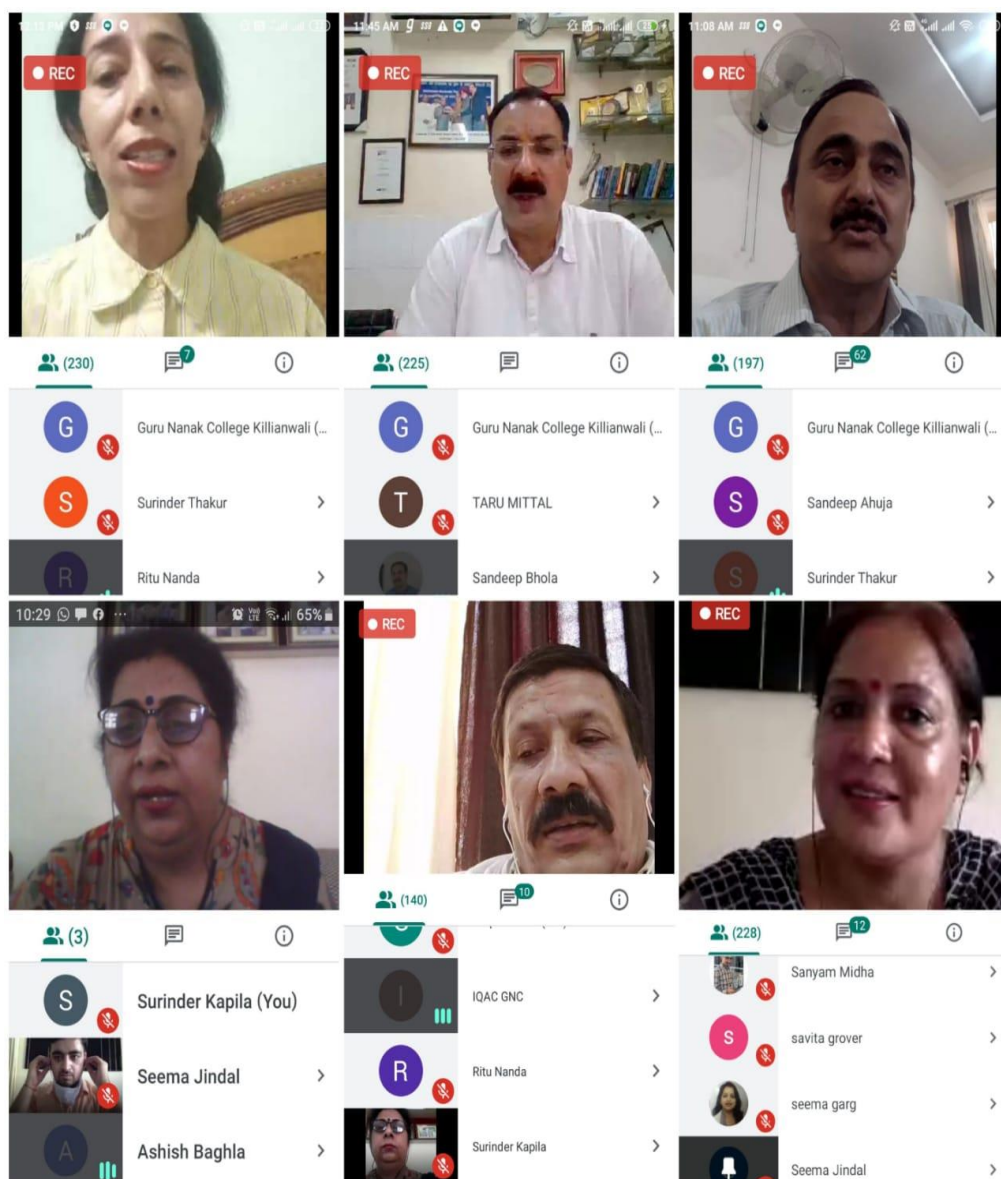 REC
(230)
7
G
Guru Nanak College Killianwali (...
S
Surinder Thakur
R
Ritu Nanda
11:45 AM
REC
(225)
G
Guru Nanak College Killianwali (...
T
TARU MITTAL
Sandeep Bhola
11:08 AM
REC
(197)
62
G
Guru Nanak College Killianwali (...
S
Sandeep Ahuja
S
Surinder Thakur
10:29
65%
(3)
S
Surinder Kapila (You)
Seema Jindal
A
Ashish Baghla
REC
(140)
10
I
IQAC GNC
R
Ritu Nanda
Surinder Kapila
REC
(228)
12
Sanyam Midha
S
savita grover
seema garg
Seema Jindal